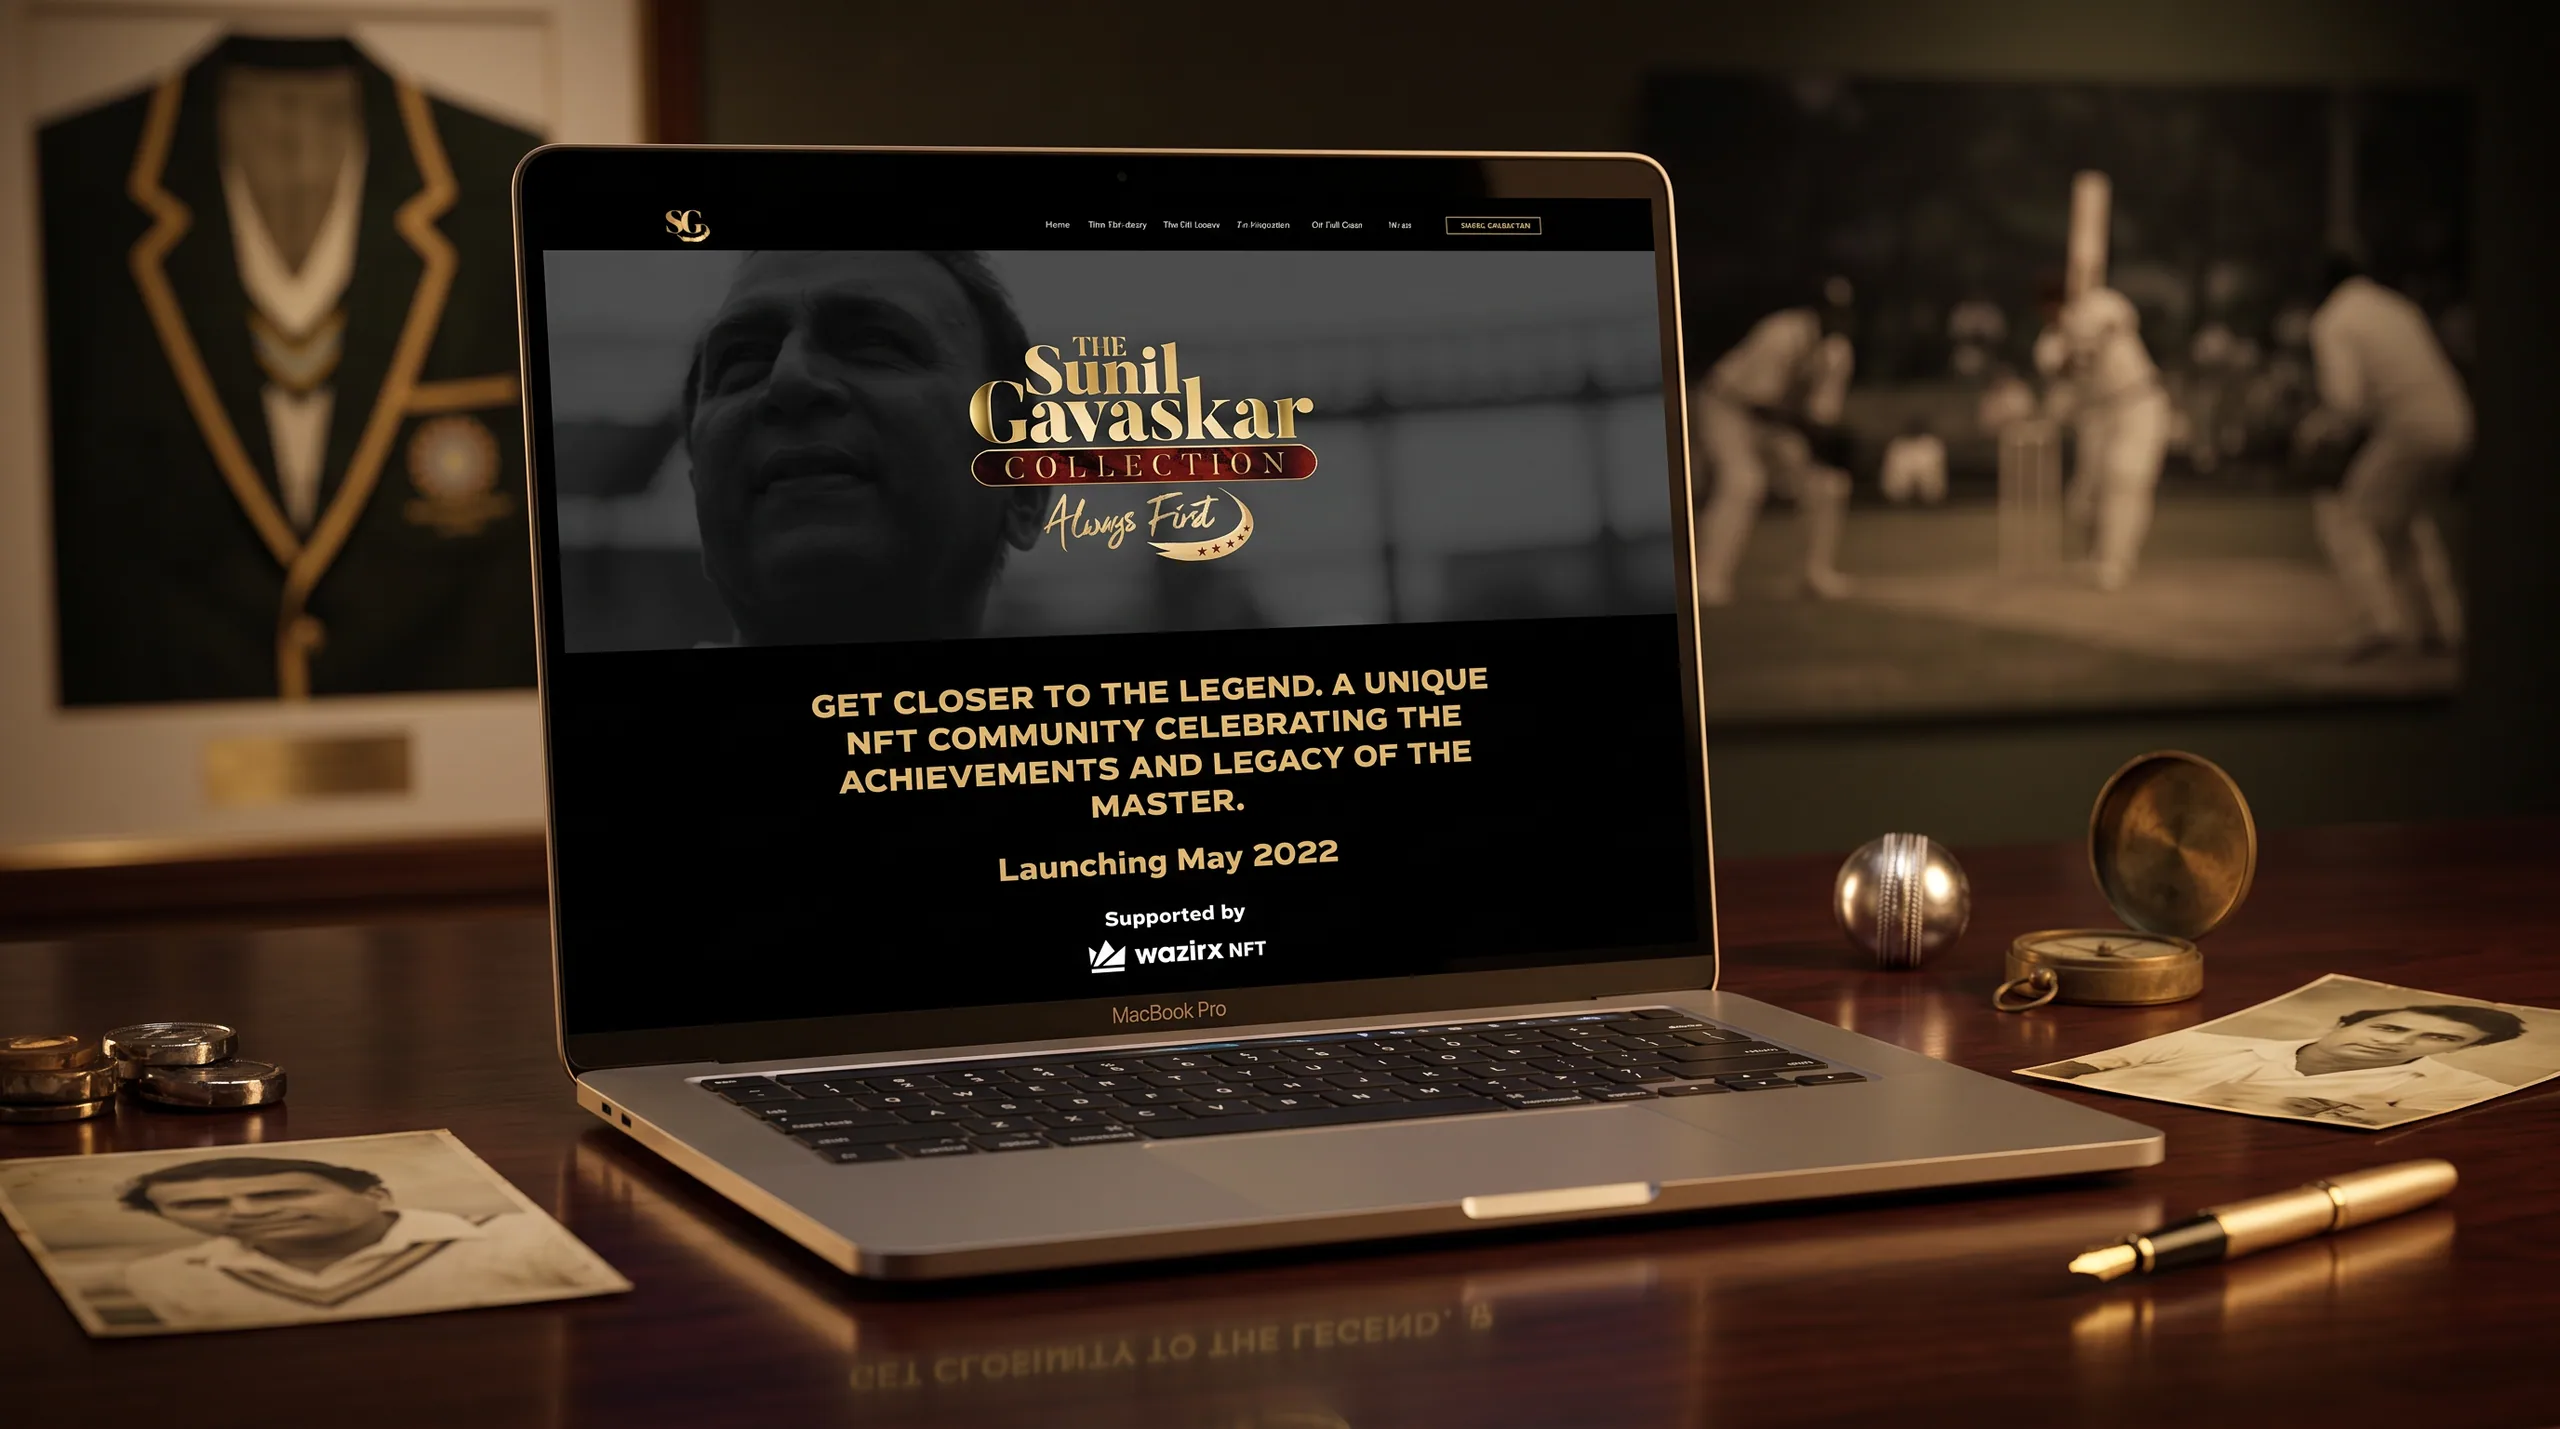 SG
Home
THE
Sunil
Gavaskar
COLLECTION
Always First
GET CLOSER TO THE LEGEND. A UNIQUE
NFT COMMUNITY CELEBRATING THE
ACHIEVEMENTS AND LEGACY OF THE
MASTER.
Launching May 2022
Supported by
wazirx NFT
MacBook Pro